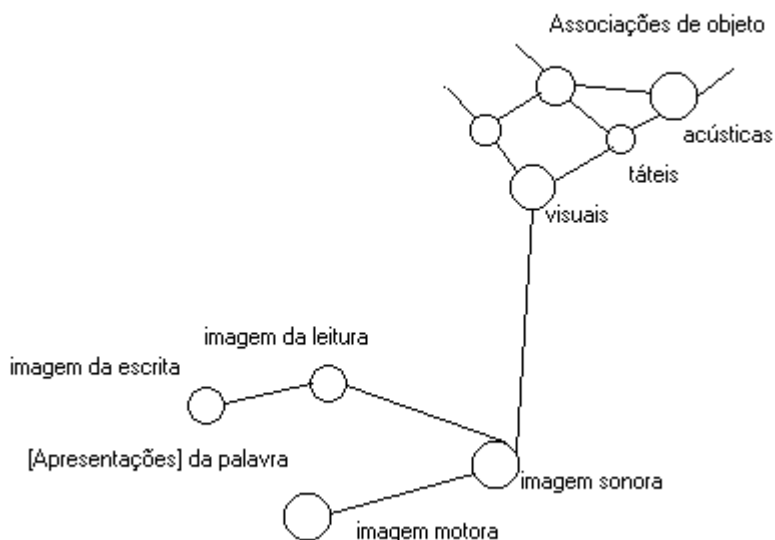 Associações de objeto
acústicas
táteis
visuais
imagem da leitura
imagem da escrita
[Apresentações] da palavra
imagem sonora
imagem motora